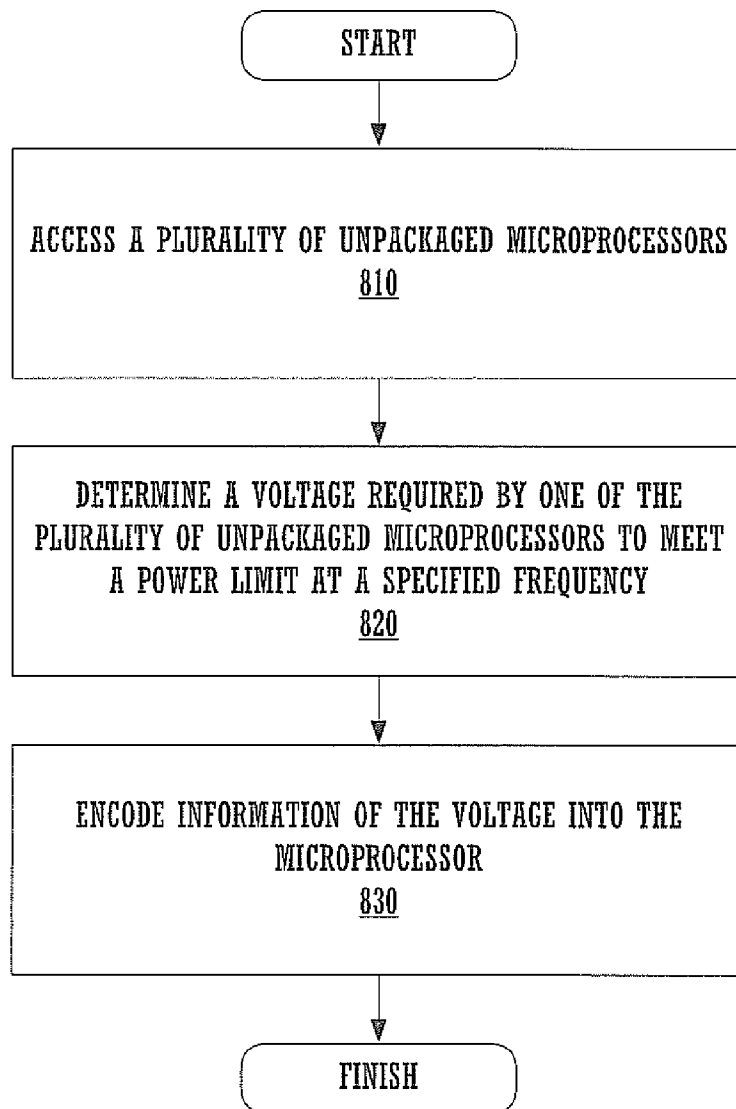 START
ACCESS A PLURALITY OF UNPACKAGED MICROPROCESSORS
810
DETERMINE A VOLTAGE REQUIRED BY ONE OF THE
PLURALITY OF UNPACKAGED MICROPROCESSORS TO MEET
A POWER LIMIT AT A SPECIFIED FREQUENCY
820
ENCODE INFORMATION OF THE VOLTAGE INTO THE
MICROPROCESSOR
830
FINISH